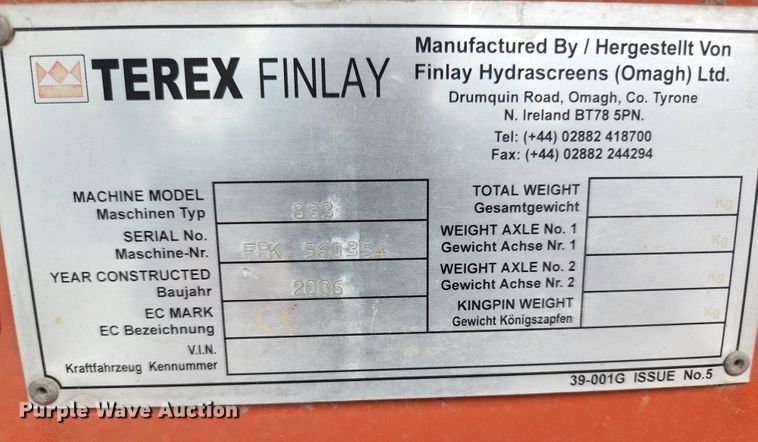 TEREX FINLAY
Manufactured By / Hergestellt Von
Finlay Hydrascreens (Omagh) Ltd.
Drumquin Road, Omagh, Co. Tyrone
N. Ireland BT78 5PN.
Tel: (+44) 02882 418700
Fax: (+44) 02882 244294
MACHINE MODEL
Maschinen Typ
883
SERIAL No.
Maschine-Nr.
FPK 560354
YEAR CONSTRUCTED
Baujahr
2006
EC MARK
EC Bezeichnung
CE
V.I.N.
Kraftfahrzeug Kennummer
TOTAL WEIGHT
Gesamtgewicht
Kg
WEIGHT AXLE No. 1
Gewicht Achse Nr. 1
Kg
WEIGHT AXLE No. 2
Gewicht Achse Nr. 2
Kg
KINGPIN WEIGHT
Gewicht Königszapfen
Kg
39-001G ISSUE No.5
Purple Wave Auction